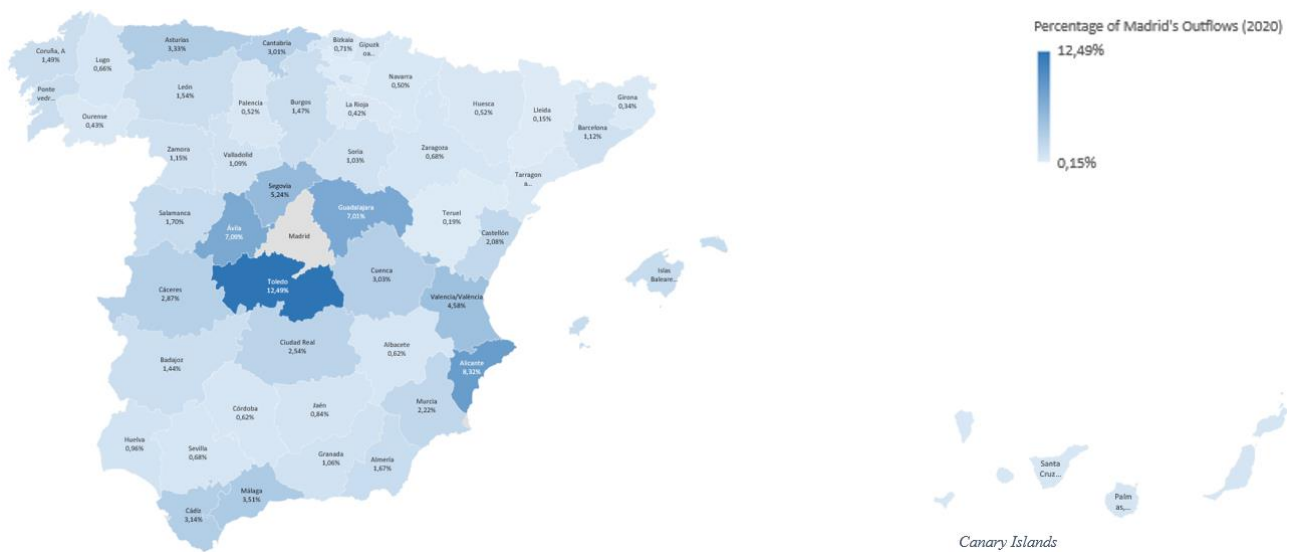 Percentage of Madrid's Outflows (2020)
12,49%
0,15%
Coruña, A
1,49%
Lugo
0,66%
Asturias
3,33%
Cantabria
3,01%
Bizkaia
0,71%
Gipuzk
oa...
Ponte
vedr...
Ourense
0,43%
León
1,54%
Palencia
0,52%
Burgos
1,47%
La Rioja
0,42%
Navarra
0,50%
Huesca
0,52%
Lleida
0,15%
Girona
0,34%
Barcelona
1,12%
Zamora
1,15%
Valladolid
1,09%
Soria
1,03%
Zaragoza
0,68%
Tarragon
a...
Segovia
5,24%
Guadalajara
7,01%
Teruel
0,19%
Castellón
2,08%
Salamanca
1,70%
Ávila
7,09%
Madrid
Toledo
12,49%
Cuenca
3,03%
Valencia/València
4,58%
Islas
Baleare...
Cáceres
2,87%
Ciudad Real
2,54%
Albacete
0,62%
Alicante
8,32%
Badajoz
1,44%
Córdoba
0,62%
Jaén
0,84%
Murcia
2,22%
Huelva
0,96%
Sevilla
0,68%
Granada
1,06%
Almería
1,67%
Málaga
3,51%
Cádiz
3,14%
Santa
Cruz...
Palm
as,...
Canary Islands